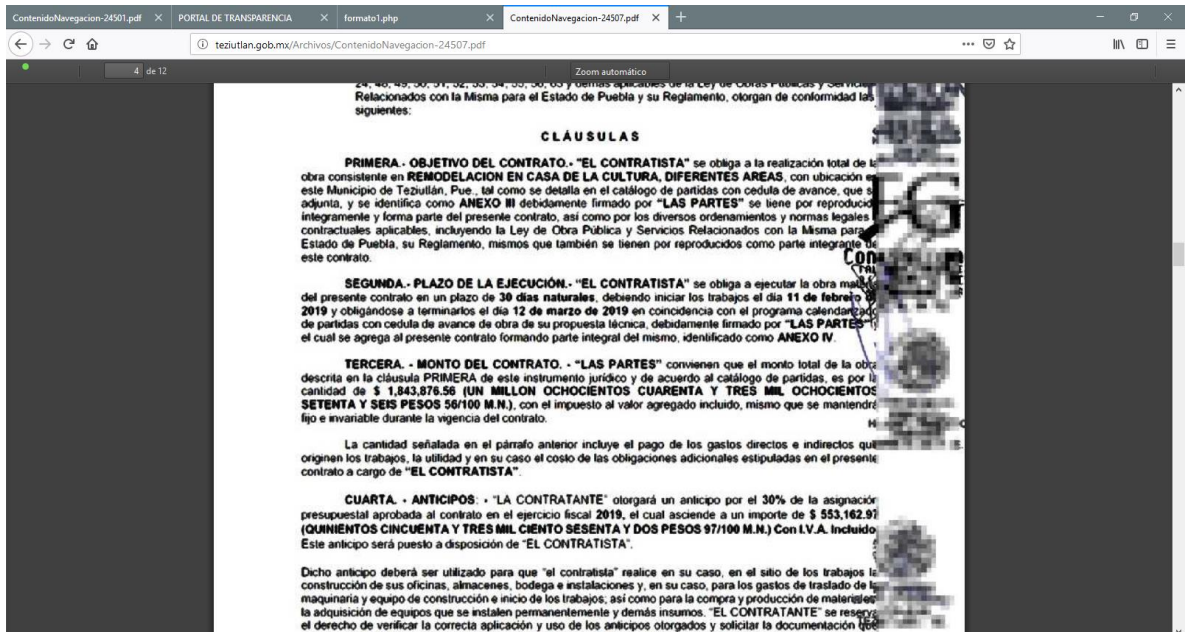 ContenidoNavegacion-24501.pdf
PORTAL DE TRANSPARENCIA
formato1.php
ContenidoNavegacion-24507.pdf
teziutlan.gob.mx/Archivos/ContenidoNavegacion-24507.pdf
4 de 12
Zoom automático
24, 48, 49, 50, 51, 52, 53, 54, 55, 56, 63 y demás aplicables de la Ley de Obras Públicas y
Relacionados con la Misma para el Estado de Puebla y su Reglamento, otorgan de conformidad las
siguientes:
CLÁUSULAS
PRIMERA.- OBJETIVO DEL CONTRATO.- "EL CONTRATISTA" se obliga a la realización total de
obra consistente en REMODELACION EN CASA DE LA CULTURA, DIFERENTES AREAS, con ubicación
este Municipio de Teziutlán, Pue., tal como se detalla en el catálogo de partidas con cedula de avance, que
adjunta, y se identifica como ANEXO III debidamente firmado por "LAS PARTES" se tiene por
integramente y forma parte del presente contrato, así como por los diversos ordenamientos y normas legales
contractuales aplicables, incluyendo la Ley de Obra Pública y Servicios Relacionados con la Misma para
Estado de Puebla, su Reglamento, mismos que también se tienen por reproducidos como parte integrante de
este contrato.
SEGUNDA.- PLAZO DE LA EJECUCIÓN.- "EL CONTRATISTA" se obliga a ejecutar la obra
del presente contrato en un plazo de 30 días naturales, debiendo iniciar los trabajos el día 11 de febrero
2019 y obligándose a terminarlos el día 12 de marzo de 2019 en coincidencia con el programa calendarizado
de partidas con cedula de avance de obra de su propuesta técnica, debidamente firmado por "LAS PARTES"
el cual se agrega al presente contrato formando parte integral del mismo, identificado como ANEXO IV.
TERCERA. - MONTO DEL CONTRATO. - "LAS PARTES" convienen que el monto total de la obra
descrita en la cláusula PRIMERA de este instrumento jurídico y de acuerdo al catálogo de partidas, es por la
cantidad de $ 1,843,876.56 (UN MILLON OCHOCIENTOS CUARENTA Y TRES MIL OCHOCIENTOS
SETENTA Y SEIS PESOS 56/100 M.N.), con el impuesto al valor agregado incluido, mismo que se mantendrá
fijo e invariable durante la vigencia del contrato.
La cantidad señalada en el párrafo anterior incluye el pago de los gastos directos e indirectos que
originen los trabajos, la utilidad y en su caso el costo de las obligaciones adicionales estipuladas en el presente
contrato a cargo de "EL CONTRATISTA".
CUARTA. - ANTICIPOS: - "LA CONTRATANTE" otorgará un anticipo por el 30% de la asignación
presupuestal aprobada al contrato en el ejercicio fiscal 2019, el cual asciende a un importe de $ 553,162.97
(QUINIENTOS CINCUENTA Y TRES MIL CIENTO SESENTA Y DOS PESOS 97/100 M.N.) Con I.V.A. Incluido
Este anticipo será puesto a disposición de "EL CONTRATISTA".
Dicho anticipo deberá ser utilizado para que "el contratista" realice en su caso, en el sitio de los trabajos la
construcción de sus oficinas, almacenes, bodega e instalaciones y, en su caso, para los gastos de traslado de la
maquinaria y equipo de construcción e inicio de los trabajos; así como para la compra y producción de materiales
la adquisición de equipos que se instalen permanentemente y demás insumos. "EL CONTRATANTE" se reserva
el derecho de verificar la correcta aplicación y uso de los anticipos otorgados y solicitar la documentación que